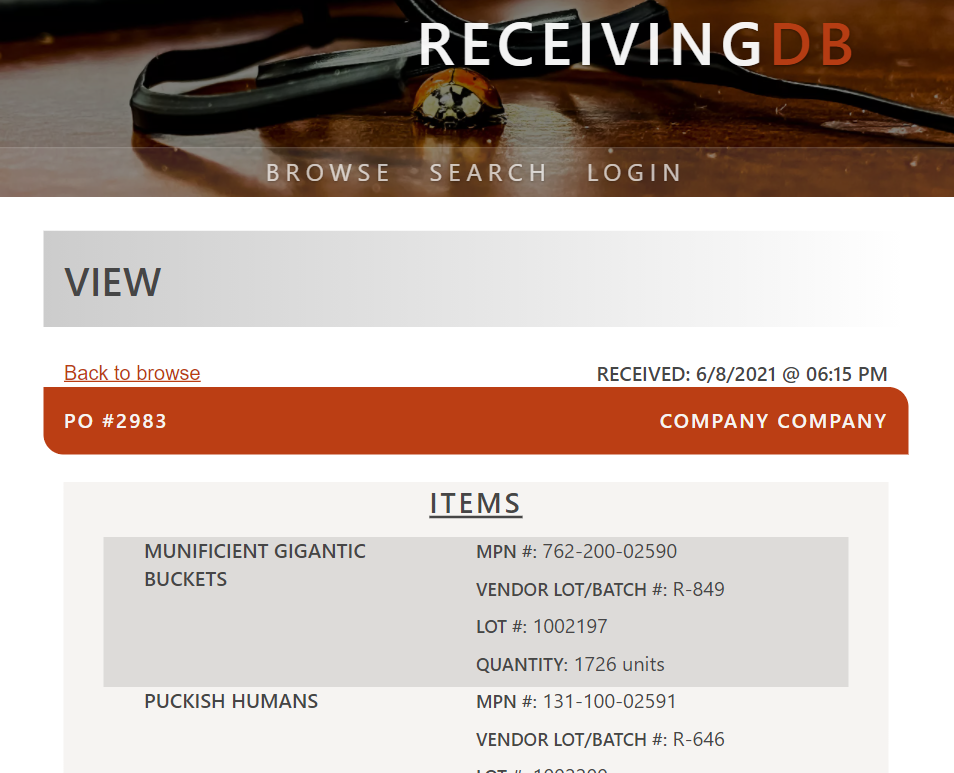 RECEIVINGDB
BROWSE SEARCH LOGIN
VIEW
Back to browse
RECEIVED: 6/8/2021 @ 06:15 PM
PO #2983
COMPANY COMPANY
ITEMS
MUNIFICIENT GIGANTIC
BUCKETS
MPN #: 762-200-02590
VENDOR LOT/BATCH #: R-849
LOT #: 1002197
QUANTITY: 1726 units
PUCKISH HUMANS
MPN #: 131-100-02591
VENDOR LOT/BATCH #: R-646
LOT #: